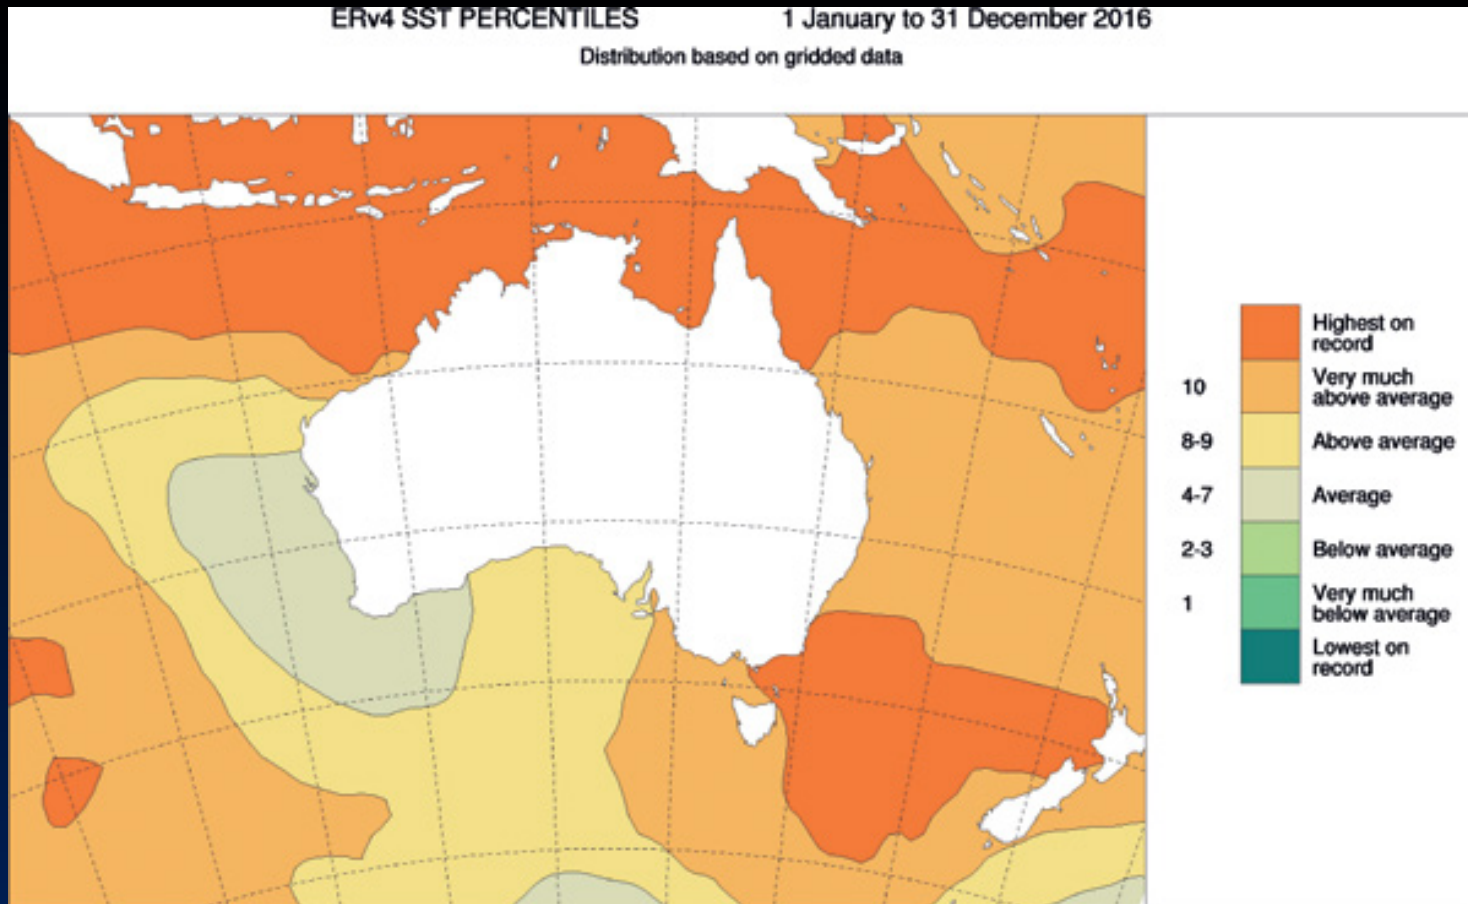 ERv4 SST PERCENTILES 1 January to 31 December 2016
Distribution based on gridded data
Highest on
record
10
Very much
above average
8-9
Above average
4-7
Average
2-3
Below average
1
Very much
below average
Lowest on
record